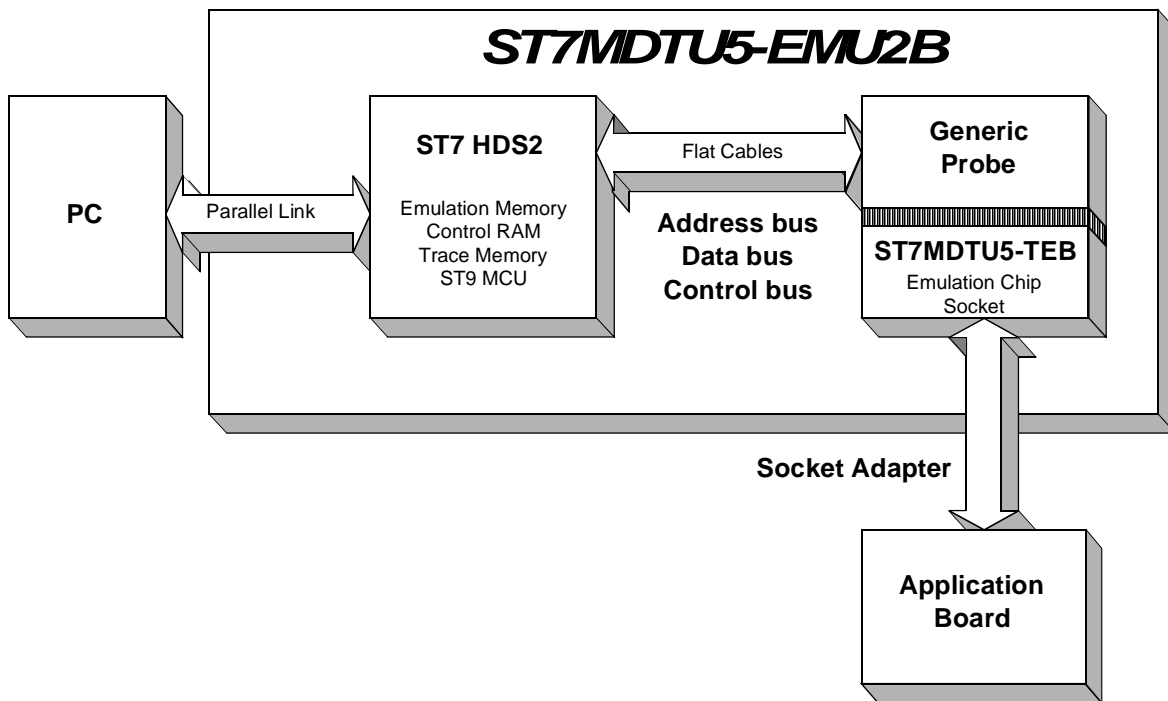 ST7MDTU5-EMU2B
PC
Parallel Link
ST7 HDS2
Emulation Memory
Control RAM
Trace Memory
ST9 MCU
Flat Cables
Address bus
Data bus
Control bus
Generic
Probe
ST7MDTU5-TEB
Emulation Chip
Socket
Socket Adapter
Application
Board